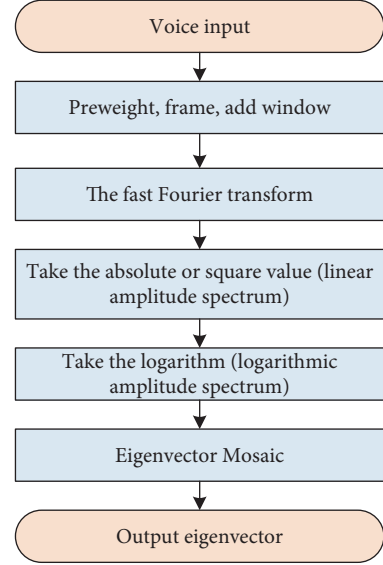 Voice input
Preweight, frame, add window
The fast Fourier transform
Take the absolute or square value (linear
amplitude spectrum)
Take the logarithm (logarithmic
amplitude spectrum)
Eigenvector Mosaic
Output eigenvector